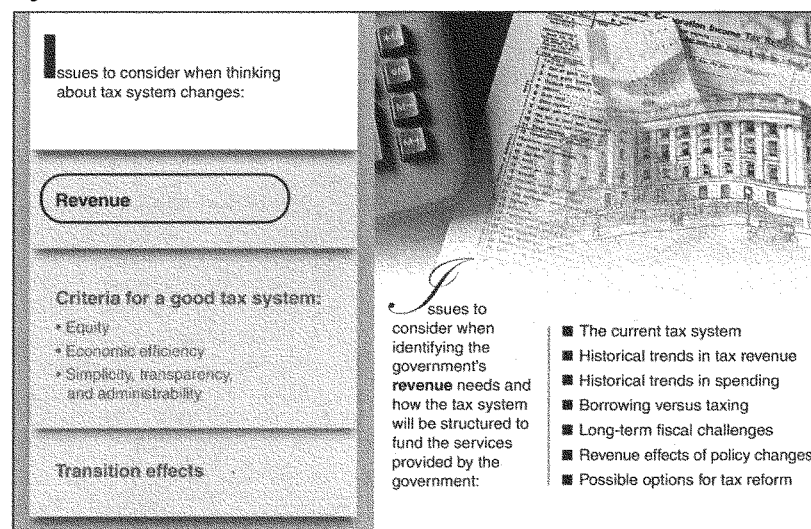 Issues to consider when thinking
about tax system changes:
Revenue
Criteria for a good tax system:
• Equity
• Economic efficiency
• Simplicity, transparency,
and administrability
Transition effects
Issues to
consider when
identifying the
government's
revenue needs and
how the tax system
will be structured to
fund the services
provided by the
government:
■ The current tax system
■ Historical trends in tax revenue
■ Historical trends in spending
■ Borrowing versus taxing
■ Long-term fiscal challenges
■ Revenue effects of policy changes
■ Possible options for tax reform
Income Tax